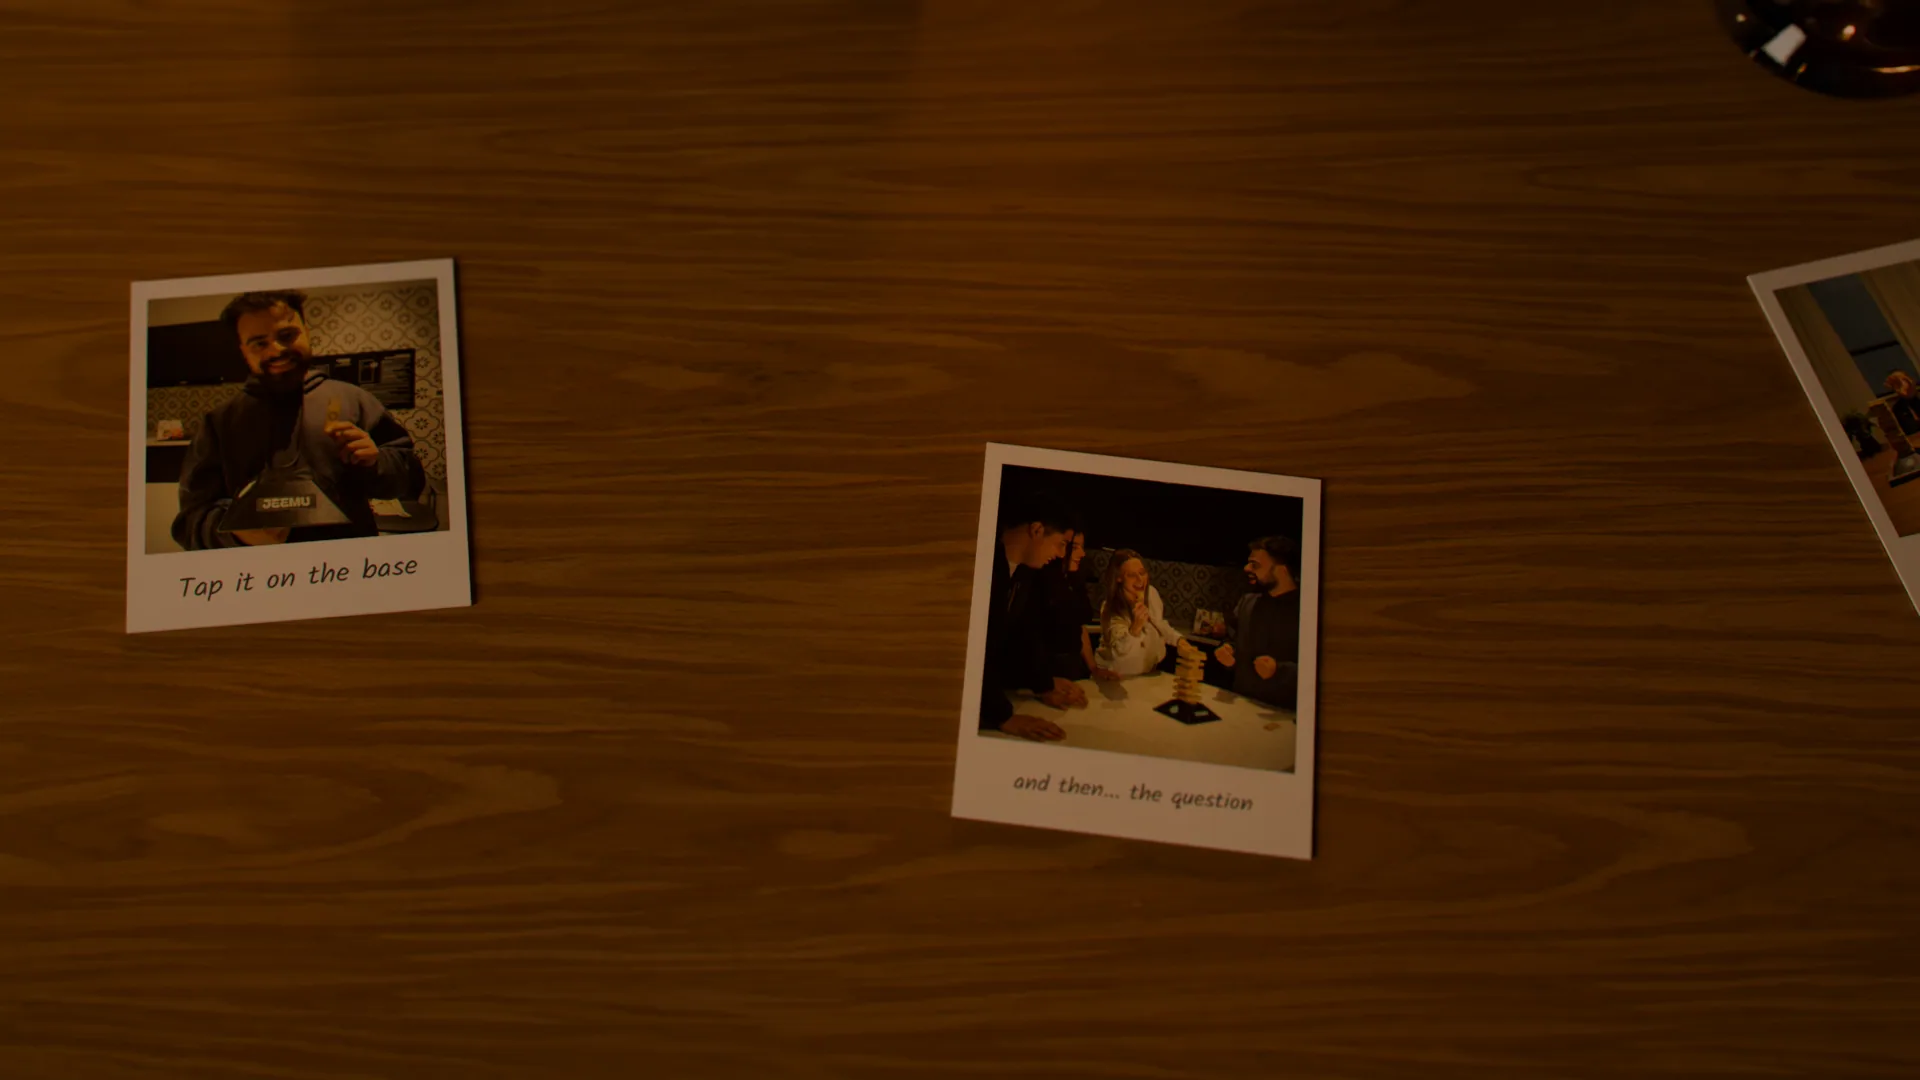 JEEMU
Tap it on the base
and then... the question